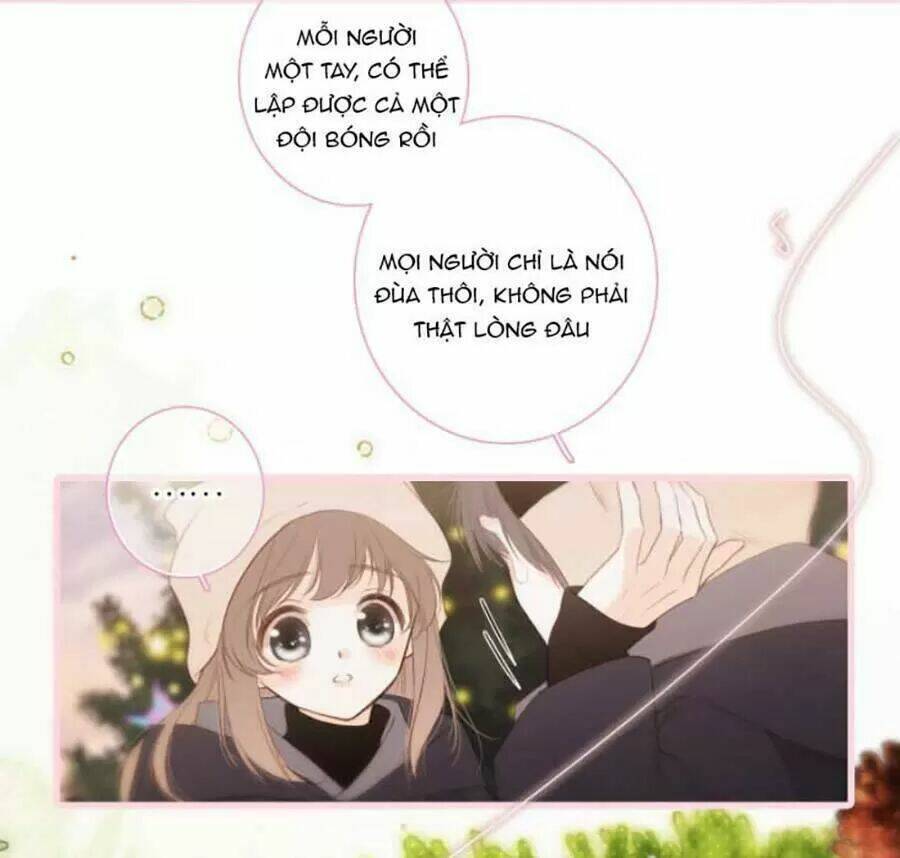 MỖI NGƯỜI
MỘT TAY, CÓ THỂ
LẬP ĐƯỢC CẢ MỘT
ĐỘI BÓNG RỒI
MỌI NGƯỜI CHỈ LÀ NÓI
ĐÙA THÔI, KHÔNG PHẢI
THẬT LÒNG ĐÂU
......